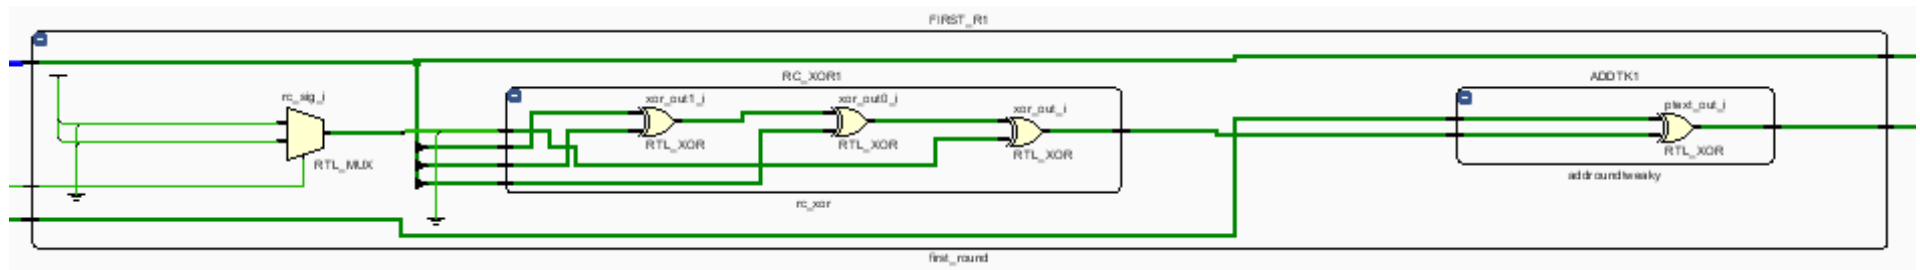 FIRST_R1
RC_XOR1
ADDTK1
rc_sig_i
xor_out1_i
xor_out0_i
xor_out_i
ptext_out_i
RTL_MUX
RTL_XOR
RTL_XOR
RTL_XOR
RTL_XOR
addroundtweaky
rc_xor
first_round